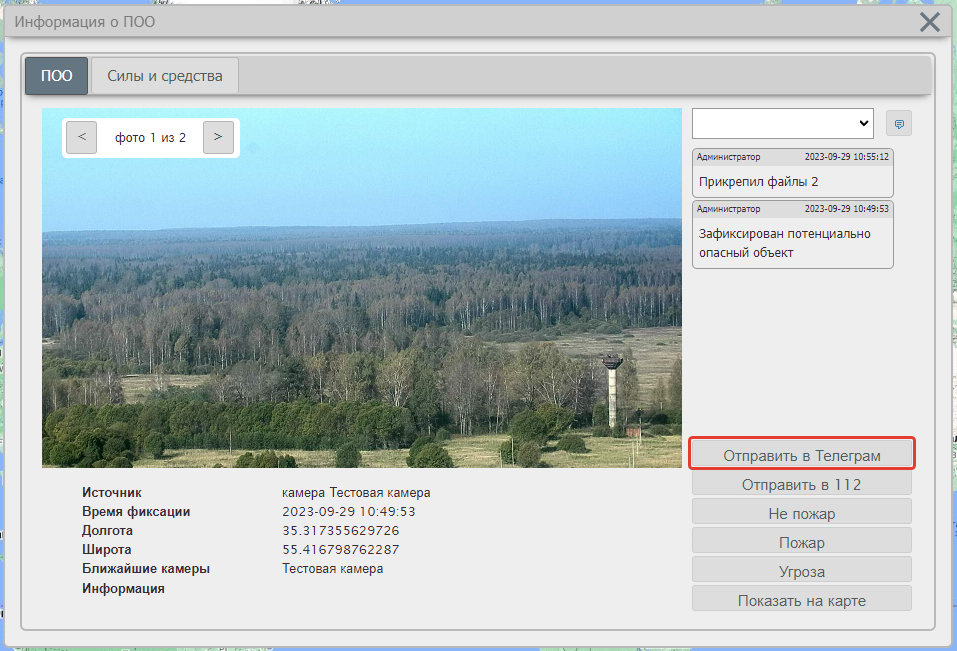 Информация о ПОО
ПОО
Силы и средства
< фото 1 из 2 >
Администратор 2023-09-29 10:55:12
Прикрепил файлы 2
Администратор 2023-09-29 10:49:53
Зафиксирован потенциально
опасный объект
Отправить в Телеграм
Отправить в 112
Не пожар
Пожар
Угроза
Показать на карте
Источник камера Тестовая камера
Время фиксации 2023-09-29 10:49:53
Долгота 35.317355629726
Широта 55.416798762287
Ближайшие камеры Тестовая камера
Информация